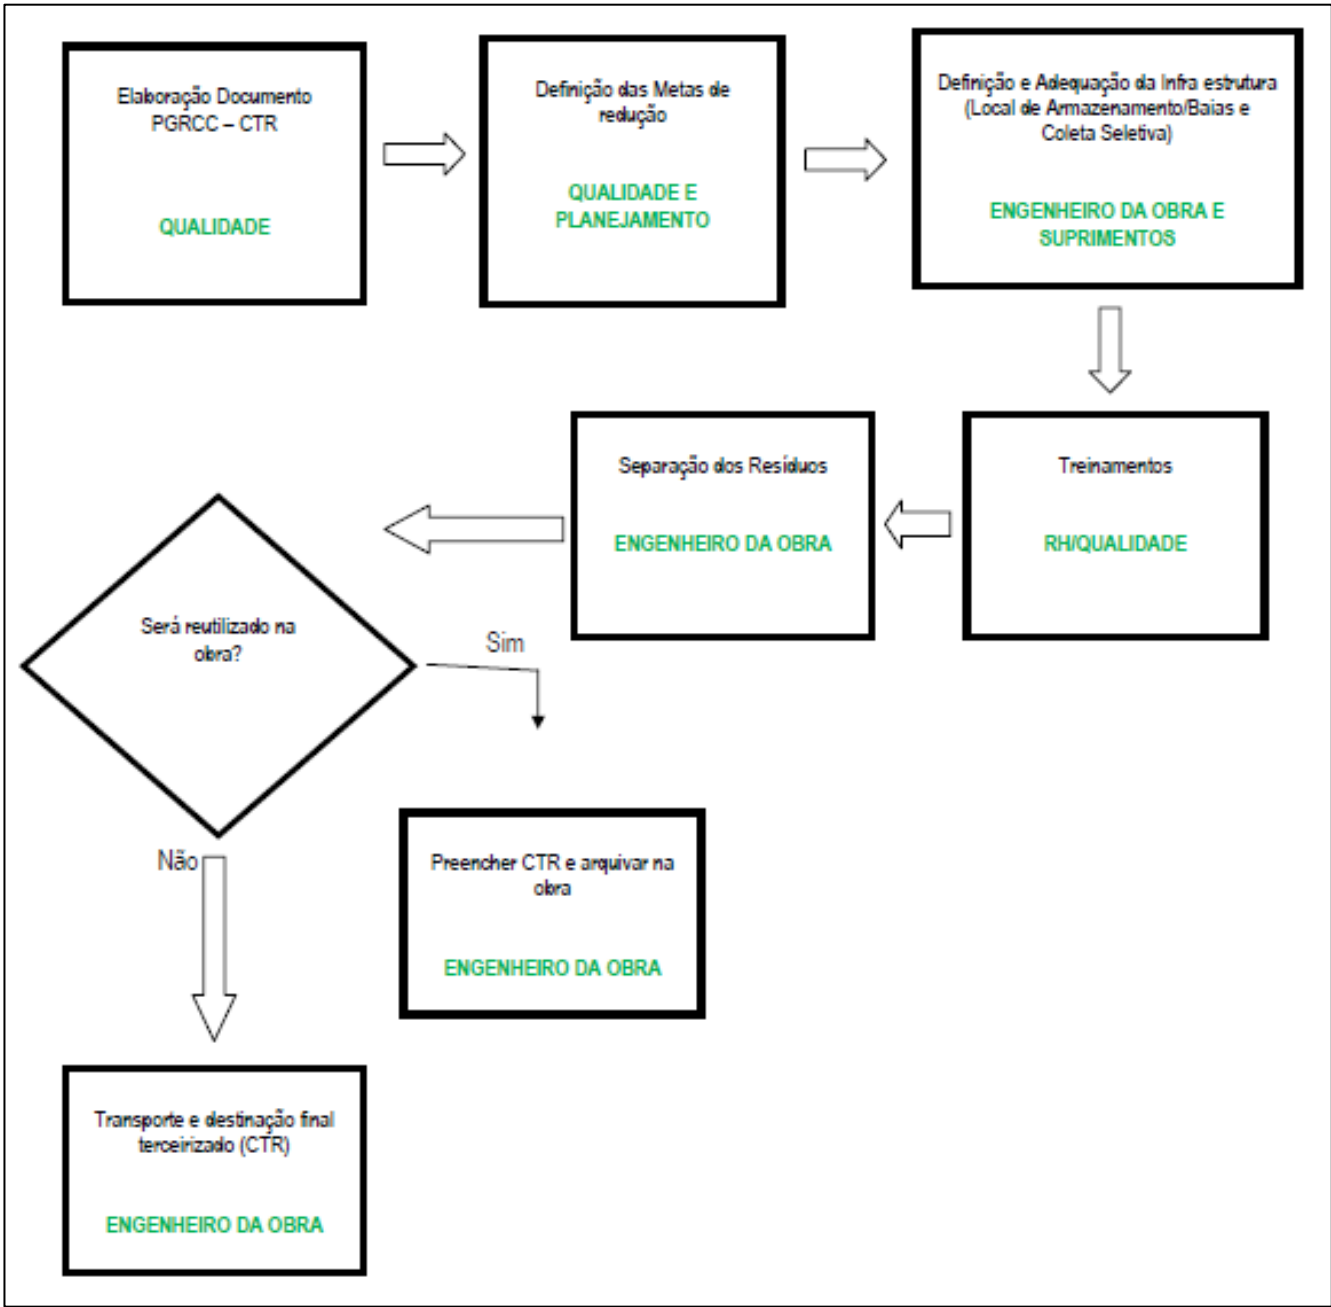 Elaboração Documento
PGRCC – CTR
QUALIDADE
Definição das Metas de
redução
QUALIDADE E
PLANEJAMENTO
Definição e Adequação da Infra estrutura
(Local de Armazenamento/Baias e
Coleta Seletiva)
ENGENHEIRO DA OBRA E
SUPRIMENTOS
Treinamentos
RH/QUALIDADE
Separação dos Resíduos
ENGENHEIRO DA OBRA
Será reutilizado na
obra?
Sim
Preencher CTR e arquivar na
obra
ENGENHEIRO DA OBRA
Não
Transporte e destinação final
terceirizado (CTR)
ENGENHEIRO DA OBRA